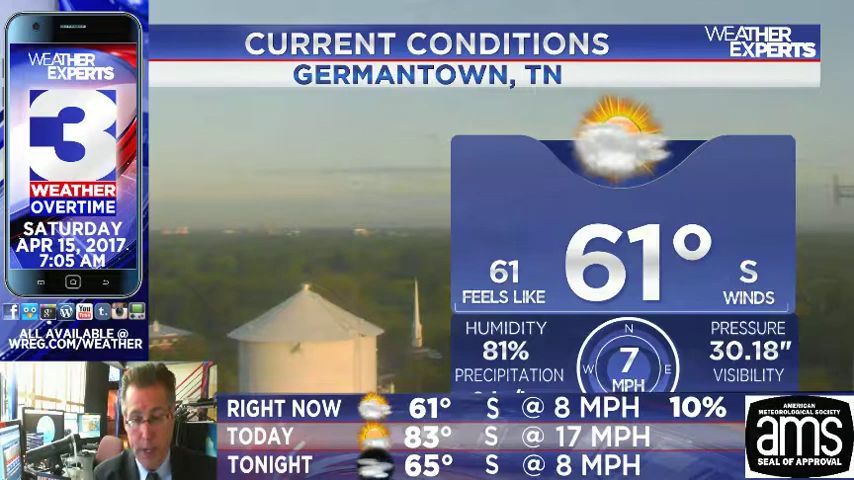 WEATHER
EXPERTS
3
WEATHER
OVERTIME
SATURDAY
APR 15, 2017
7:05 AM
ALL AVAILABLE @
WREG.COM/WEATHER
CURRENT CONDITIONS
WEATHER
EXPERTS
GERMANTOWN, TN
61°
61
FEELS LIKE
S
WINDS
HUMIDITY
81%
PRECIPITATION
N
W
E
7
MPH
PRESSURE
30.18"
VISIBILITY
RIGHT NOW 61° S @ 8 MPH 10%
TODAY 83° S @ 17 MPH
TONIGHT 65° S @ 8 MPH
AMERICAN
METEOROLOGICAL SOCIETY
ams
SEAL OF APPROVAL